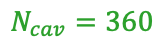 N_cav = 360